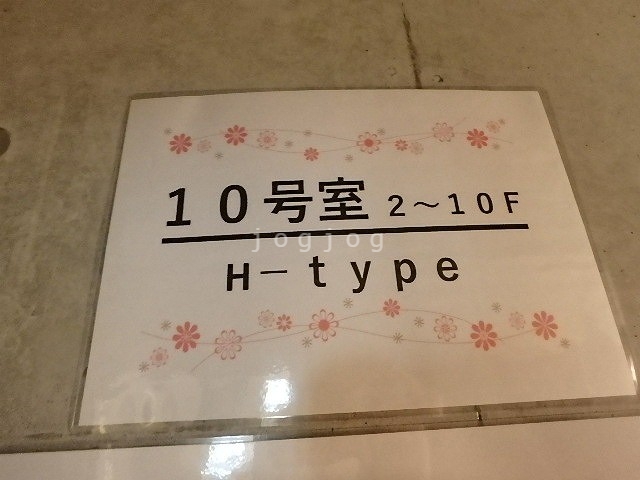 10号室 2～10F
jogjog
H－type